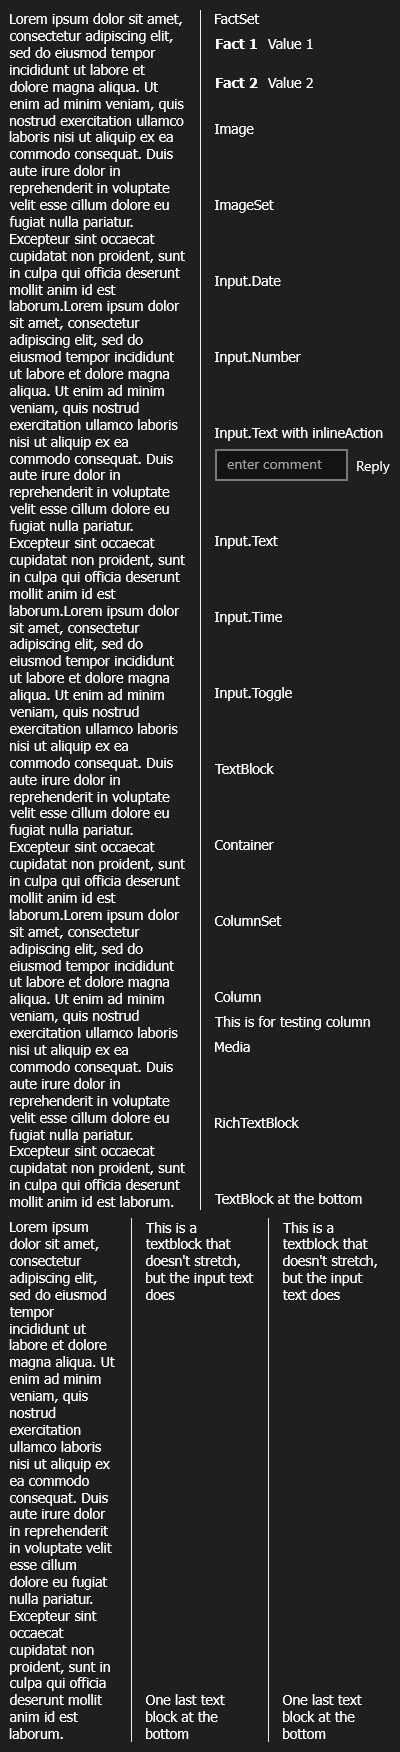 Lorem ipsum dolor sit amet,
consectetur adipiscing elit,
sed do eiusmod tempor
incididunt ut labore et
dolore magna aliqua. Ut
enim ad minim veniam, quis
nostrud exercitation ullamco
laboris nisi ut aliquip ex ea
commodo consequat. Duis
aute irure dolor in
reprehenderit in voluptate
velit esse cillum dolore eu
fugiat nulla pariatur.
Excepteur sint occaecat
cupidatat non proident, sunt
in culpa qui officia deserunt
mollit anim id est
laborum.Lorem ipsum dolor
sit amet, consectetur
adipiscing elit, sed do
eiusmod tempor incididunt
ut labore et dolore magna
aliqua. Ut enim ad minim
veniam, quis nostrud
exercitation ullamco laboris
nisi ut aliquip ex ea
commodo consequat. Duis
aute irure dolor in
reprehenderit in voluptate
velit esse cillum dolore eu
fugiat nulla pariatur.
Excepteur sint occaecat
cupidatat non proident, sunt
in culpa qui officia deserunt
mollit anim id est
laborum.Lorem ipsum dolor
sit amet, consectetur
adipiscing elit, sed do
eiusmod tempor incididunt
ut labore et dolore magna
aliqua. Ut enim ad minim
veniam, quis nostrud
exercitation ullamco laboris
nisi ut aliquip ex ea
commodo consequat. Duis
aute irure dolor in
reprehenderit in voluptate
velit esse cillum dolore eu
fugiat nulla pariatur.
Excepteur sint occaecat
cupidatat non proident, sunt
in culpa qui officia deserunt
mollit anim id est
laborum.Lorem ipsum dolor
sit amet, consectetur
adipiscing elit, sed do
eiusmod tempor incididunt
ut labore et dolore magna
aliqua. Ut enim ad minim
veniam, quis nostrud
exercitation ullamco laboris
nisi ut aliquip ex ea
commodo consequat. Duis
aute irure dolor in
reprehenderit in voluptate
velit esse cillum dolore eu
fugiat nulla pariatur.
Excepteur sint occaecat
cupidatat non proident, sunt
in culpa qui officia deserunt
mollit anim id est laborum.
FactSet
Fact 1 Value 1
Fact 2 Value 2
Image
ImageSet
Input.Date
Input.Number
Input.Text with inlineAction
enter comment Reply
Input.Text
Input.Time
Input.Toggle
TextBlock
Container
ColumnSet
Column
This is for testing column
Media
RichTextBlock
TextBlock at the bottom
Lorem ipsum
dolor sit amet,
consectetur
adipiscing elit,
sed do eiusmod
tempor
incididunt ut
labore et dolore
magna aliqua. Ut
enim ad minim
veniam, quis
nostrud
exercitation
ullamco laboris
nisi ut aliquip ex
ea commodo
consequat. Duis
aute irure dolor
in reprehenderit
in voluptate velit
esse cillum
dolore eu fugiat
nulla pariatur.
Excepteur sint
occaecat
cupidatat non
proident, sunt in
culpa qui officia
deserunt mollit
anim id est
laborum.
This is a
textblock that
doesn't stretch,
but the input text
does
One last text
block at the
bottom
This is a
textblock that
doesn't stretch,
but the input
text does
One last text
block at the
bottom